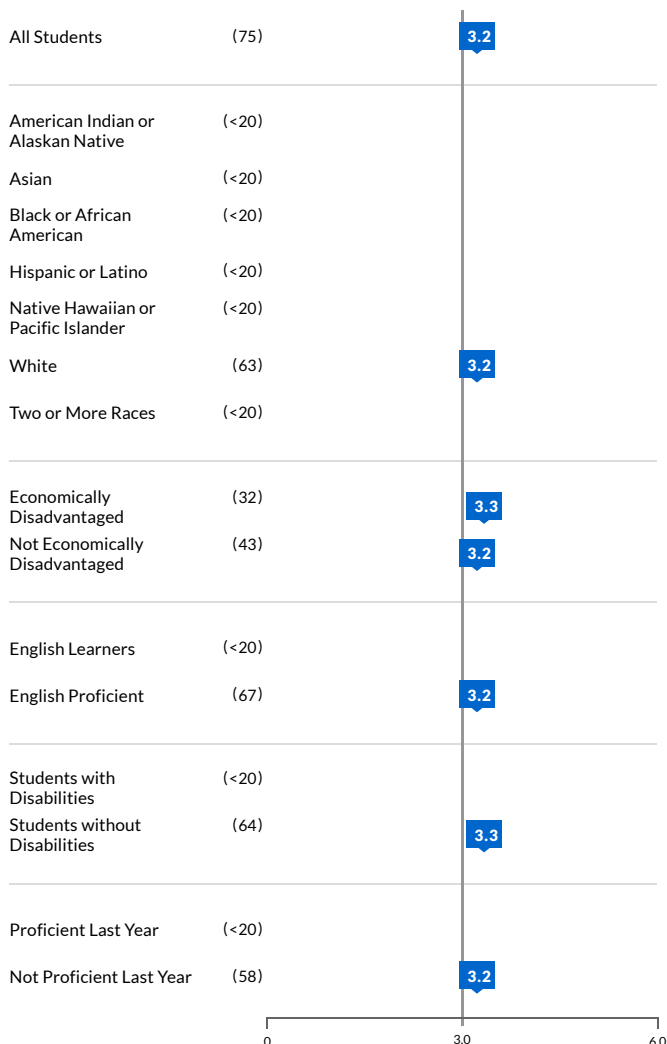 All Students (75) 3.2
American Indian or (<20)
Alaskan Native
Asian (<20)
Black or African (<20)
American
Hispanic or Latino (<20)
Native Hawaiian or (<20)
Pacific Islander
White (63) 3.2
Two or More Races (<20)
Economically (32) 3.3
Disadvantaged
Not Economically (43) 3.2
Disadvantaged
English Learners (<20)
English Proficient (67) 3.2
Students with (<20)
Disabilities
Students without (64) 3.3
Disabilities
Proficient Last Year (<20)
Not Proficient Last Year (58) 3.2
0 3.0 6.0